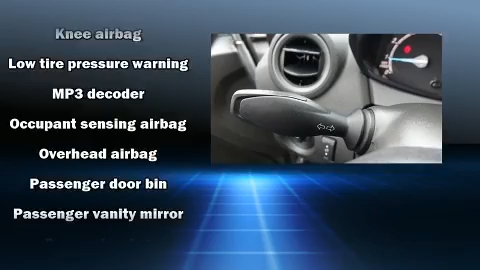 Knee airbag
Low tire pressure warning
MP3 decoder
Occupant sensing airbag
Overhead airbag
Passenger door bin
Passenger vanity mirror